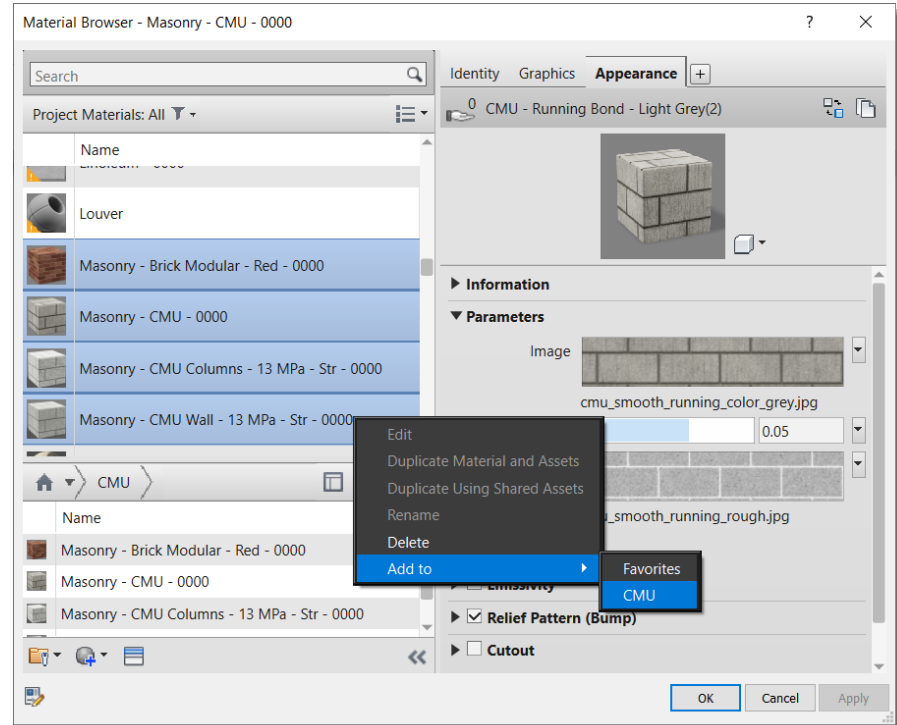 Material Browser - Masonry - CMU - 0000
?
Search
Project Materials: All
Name
Linoleum - 0000
Louver
Masonry - Brick Modular - Red - 0000
Masonry - CMU - 0000
Masonry - CMU Columns - 13 MPa - Str - 0000
Masonry - CMU Wall - 13 MPa - Str - 0000
CMU
Name
Masonry - Brick Modular - Red - 0000
Masonry - CMU - 0000
Masonry - CMU Columns - 13 MPa - Str - 0000
Edit
Duplicate Material and Assets
Duplicate Using Shared Assets
Rename
Delete
Add to
Favorites
CMU
Identity Graphics Appearance +
0
CMU - Running Bond - Light Grey(2)
Information
Parameters
Image
cmu_smooth_running_color_grey.jpg
0.05
_smooth_running_rough.jpg
Emissivity
Relief Pattern (Bump)
Cutout
OK Cancel Apply